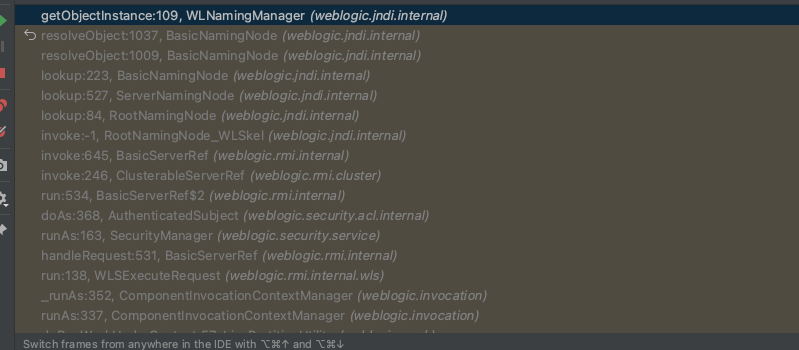 getObjectInstance:109, WLNamingManager (weblogic.jndi.internal)
resolveObject:1037, BasicNamingNode (weblogic.jndi.internal)
resolveObject:1009, BasicNamingNode (weblogic.jndi.internal)
lookup:223, BasicNamingNode (weblogic.jndi.internal)
lookup:527, ServerNamingNode (weblogic.jndi.internal)
lookup:84, RootNamingNode (weblogic.jndi.internal)
invoke:-1, RootNamingNode_WLSkel (weblogic.jndi.internal)
invoke:645, BasicServerRef (weblogic.rmi.internal)
invoke:246, ClusterableServerRef (weblogic.rmi.cluster)
run:534, BasicServerRef$2 (weblogic.rmi.internal)
doAs:368, AuthenticatedSubject (weblogic.security.acl.internal)
runAs:163, SecurityManager (weblogic.security.service)
handleRequest:531, BasicServerRef (weblogic.rmi.internal)
run:138, WLSExecuteRequest (weblogic.rmi.internal.wls)
_runAs:352, ComponentInvocationContextManager (weblogic.invocation)
runAs:337, ComponentInvocationContextManager (weblogic.invocation)
Switch frames from anywhere in the IDE with ⌥⌘↑ and ⌥⌘↓